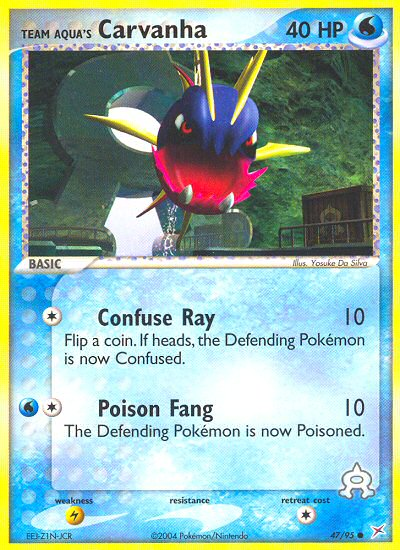 TEAM AQUA'S Carvanha 40 HP
BASIC
Illus. Yosuke Da Silva
Confuse Ray 10
Flip a coin. If heads, the Defending Pokémon
is now Confused.
Poison Fang 10
The Defending Pokémon is now Poisoned.
weakness resistance retreat cost
EEJ-Z1N-JCR ©2004 Pokémon/Nintendo 47/95